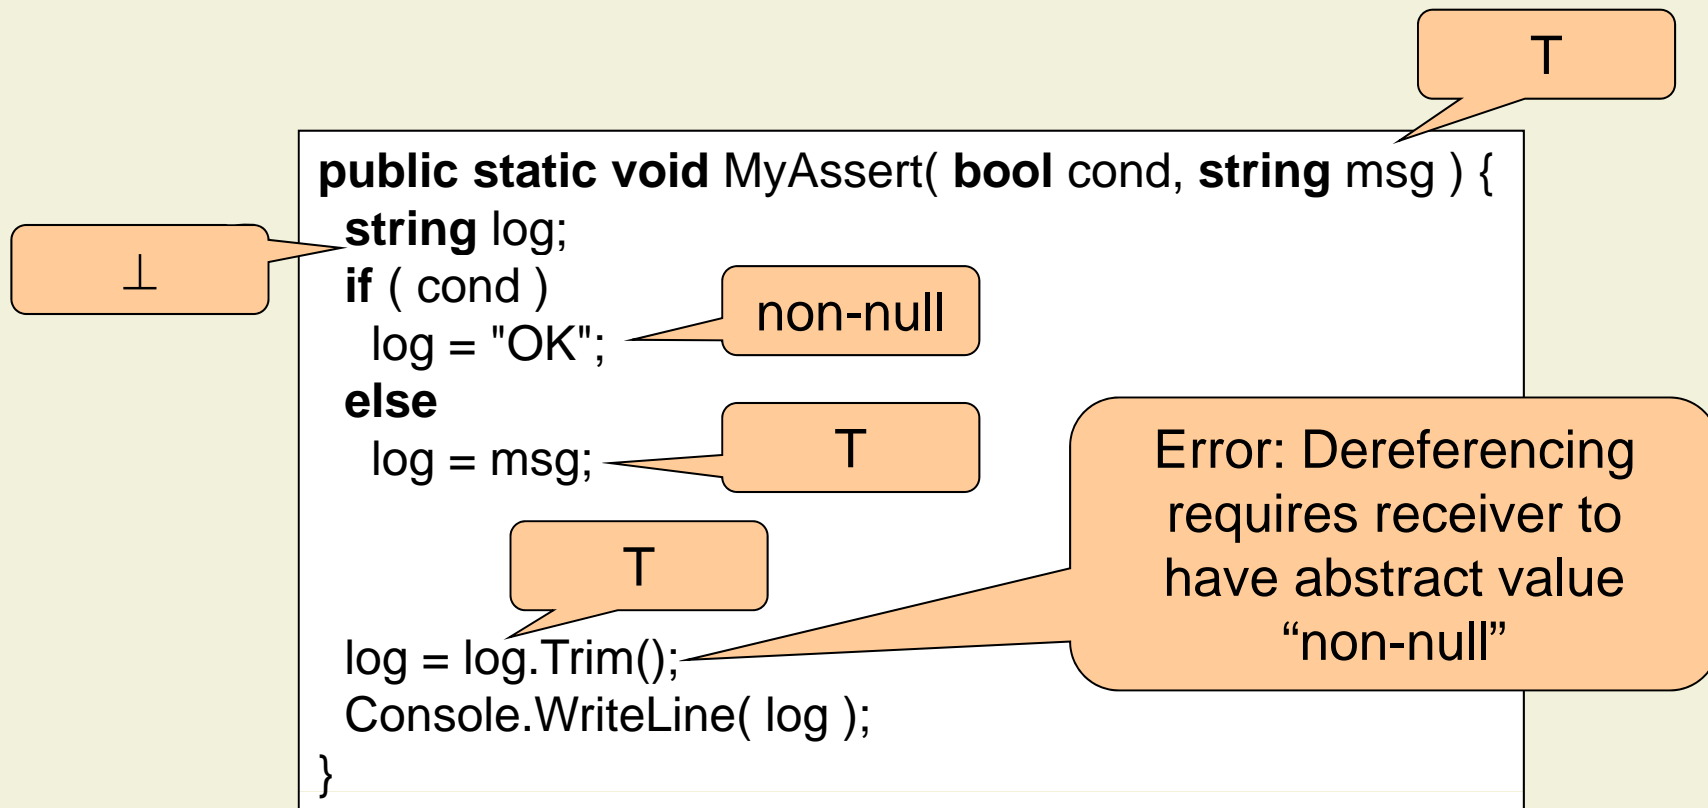 T
public static void MyAssert( bool cond, string msg ) {
string log;
⊥
if ( cond )
non-null
log = "OK";
else
log = msg;
T
Error: Dereferencing
requires receiver to
have abstract value
“non-null”
T
log = log.Trim();
Console.WriteLine( log );
}